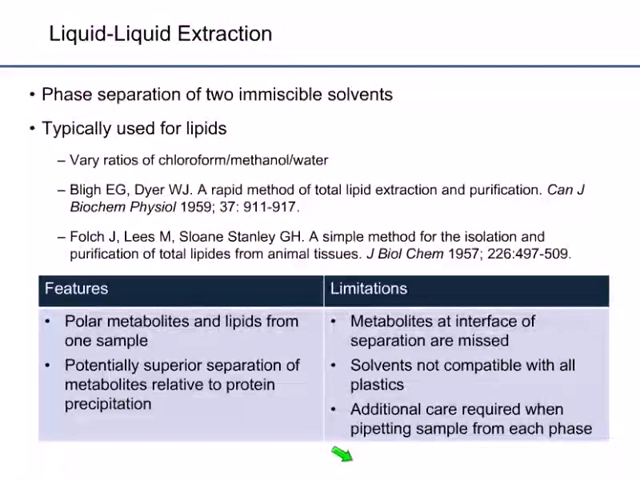 Liquid-Liquid Extraction
• Phase separation of two immiscible solvents
• Typically used for lipids
– Vary ratios of chloroform/methanol/water
– Bligh EG, Dyer WJ. A rapid method of total lipid extraction and purification. Can J
Biochem Physiol 1959; 37: 911-917.
– Folch J, Lees M, Sloane Stanley GH. A simple method for the isolation and
purification of total lipides from animal tissues. J Biol Chem 1957; 226:497-509.
Features
• Polar metabolites and lipids from
one sample
• Potentially superior separation of
metabolites relative to protein
precipitation
Limitations
• Metabolites at interface of
separation are missed
• Solvents not compatible with all
plastics
• Additional care required when
pipetting sample from each phase